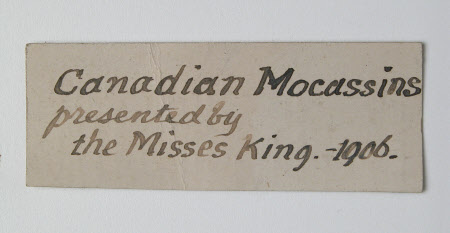 Canadian Mocassins
presented by
the Misses King. -1906.